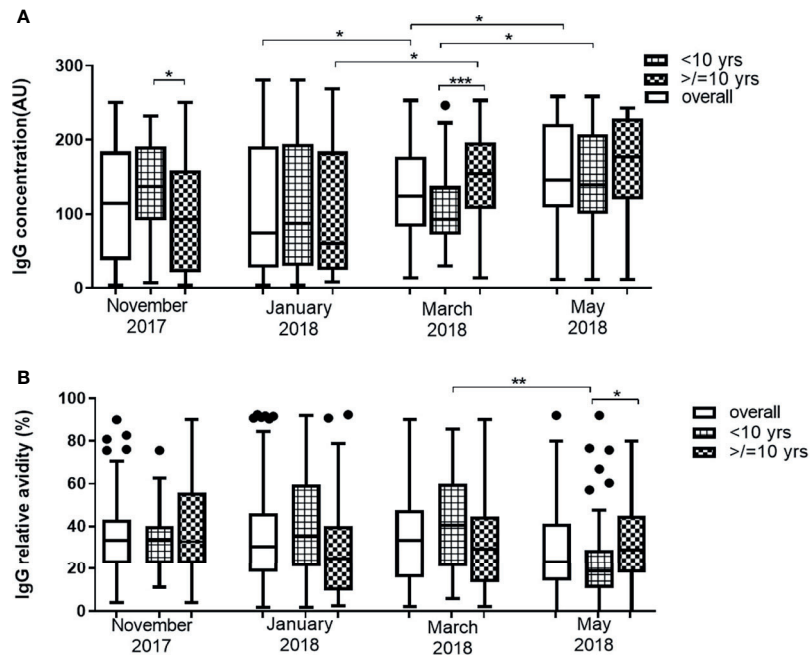 A
* *
* *
* ***
<10 yrs
>/=10 yrs
overall
IgG concentration(AU)
300
200
100
0
November
2017
January
2018
March
2018
May
2018
B
** *
overall
<10 yrs
>/=10 yrs
IgG relative avidity (%)
100
80
60
40
20
0
November
2017
January
2018
March
2018
May
2018